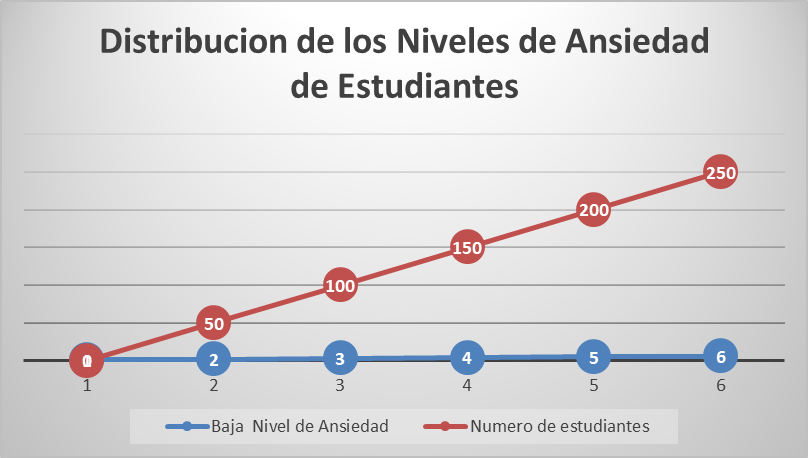 Distribucion de los Niveles de Ansiedad
de Estudiantes
250
200
150
100
50
0
2
3
4
5
6
1 2 3 4 5 6
Baja  Nivel de Ansiedad Numero de estudiantes